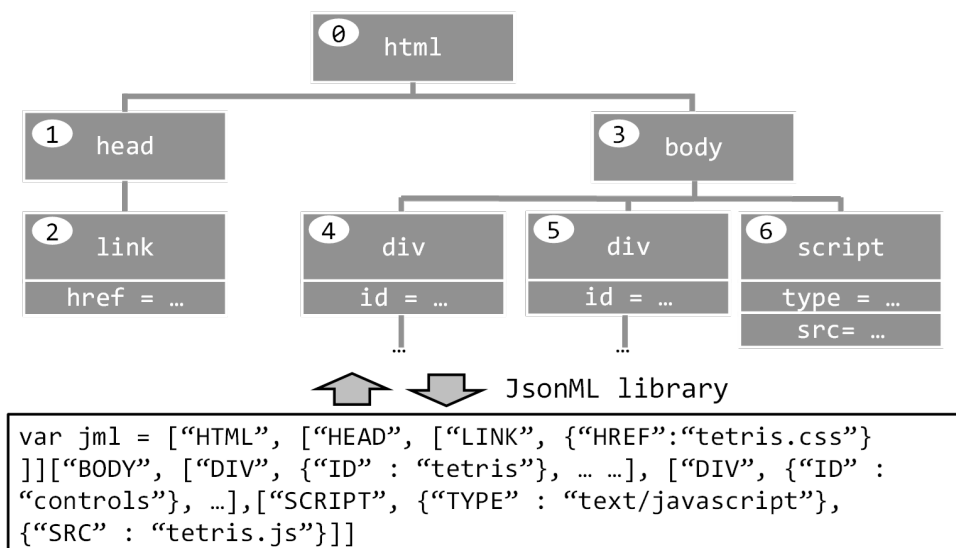 0
html
1
head
3
body
2
link
href = …
4
div
id = …
5
div
id = …
6
script
type = …
src= …
…
…
JsonML library
var jml = [“HTML”, [“HEAD”, [“LINK”, {“HREF”:“tetris.css”}
]][“BODY”, [“DIV”, {“ID” : “tetris”}, … …], [“DIV”, {“ID” :
“controls”}, …],[“SCRIPT”, {“TYPE” : “text/javascript”},
{“SRC” : “tetris.js”}]]